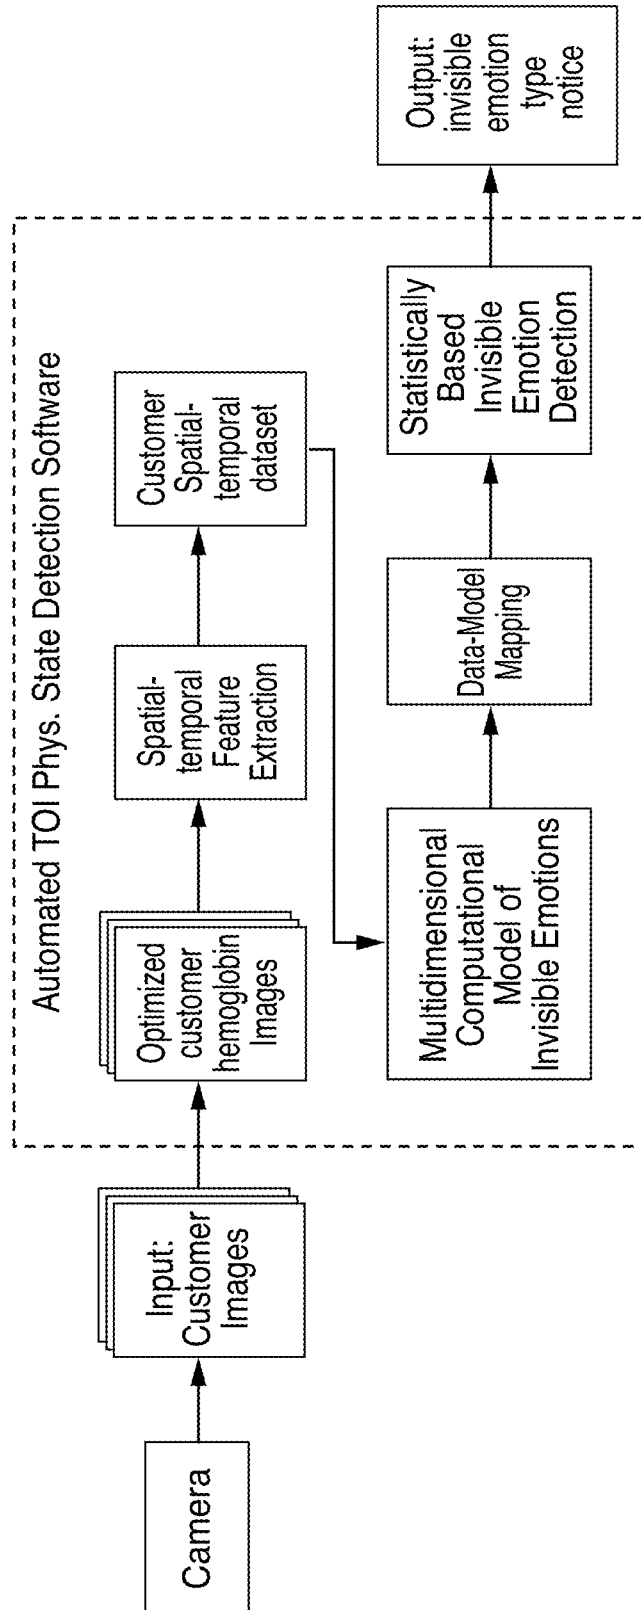 Automated TOI Phys. State Detection Software
Camera
Input:
Customer
Images
Optimized
customer
hemoglobin
Images
Spatial-
temporal
Feature
Extraction
Customer
Spatial-
temporal
dataset
Multidimensional
Computational
Model of
Invisible Emotions
Data-Model
Mapping
Statistically
Based
Invisible
Emotion
Detection
Output:
invisible
emotion
type
notice